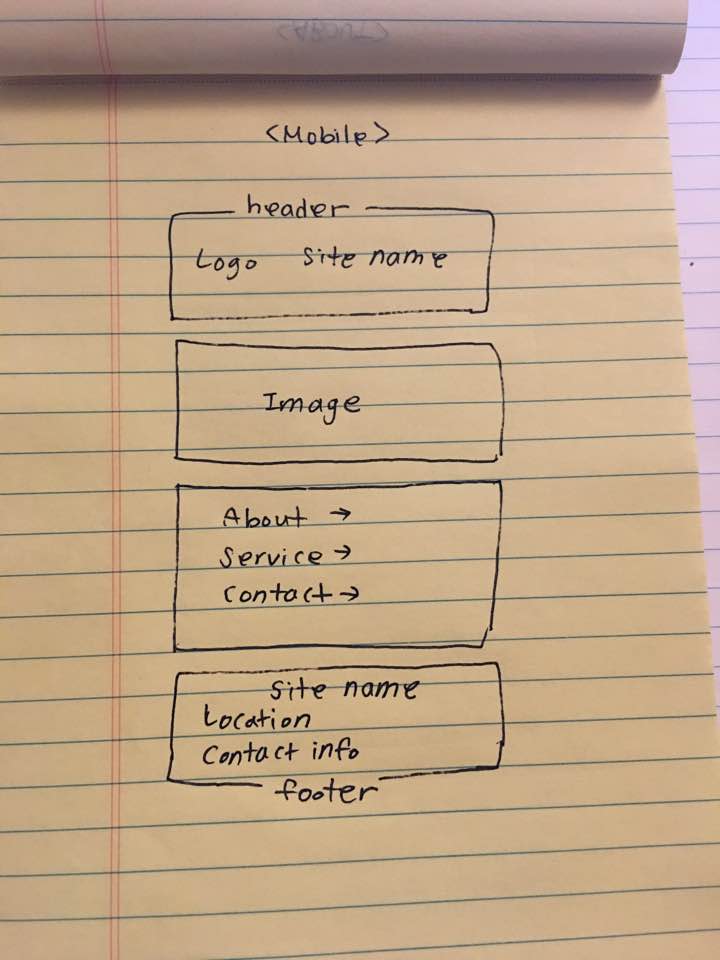 <Mobile>
header
Logo site name
Image
About →
Service →
Contact →
Site name
Location
Contact info
footer